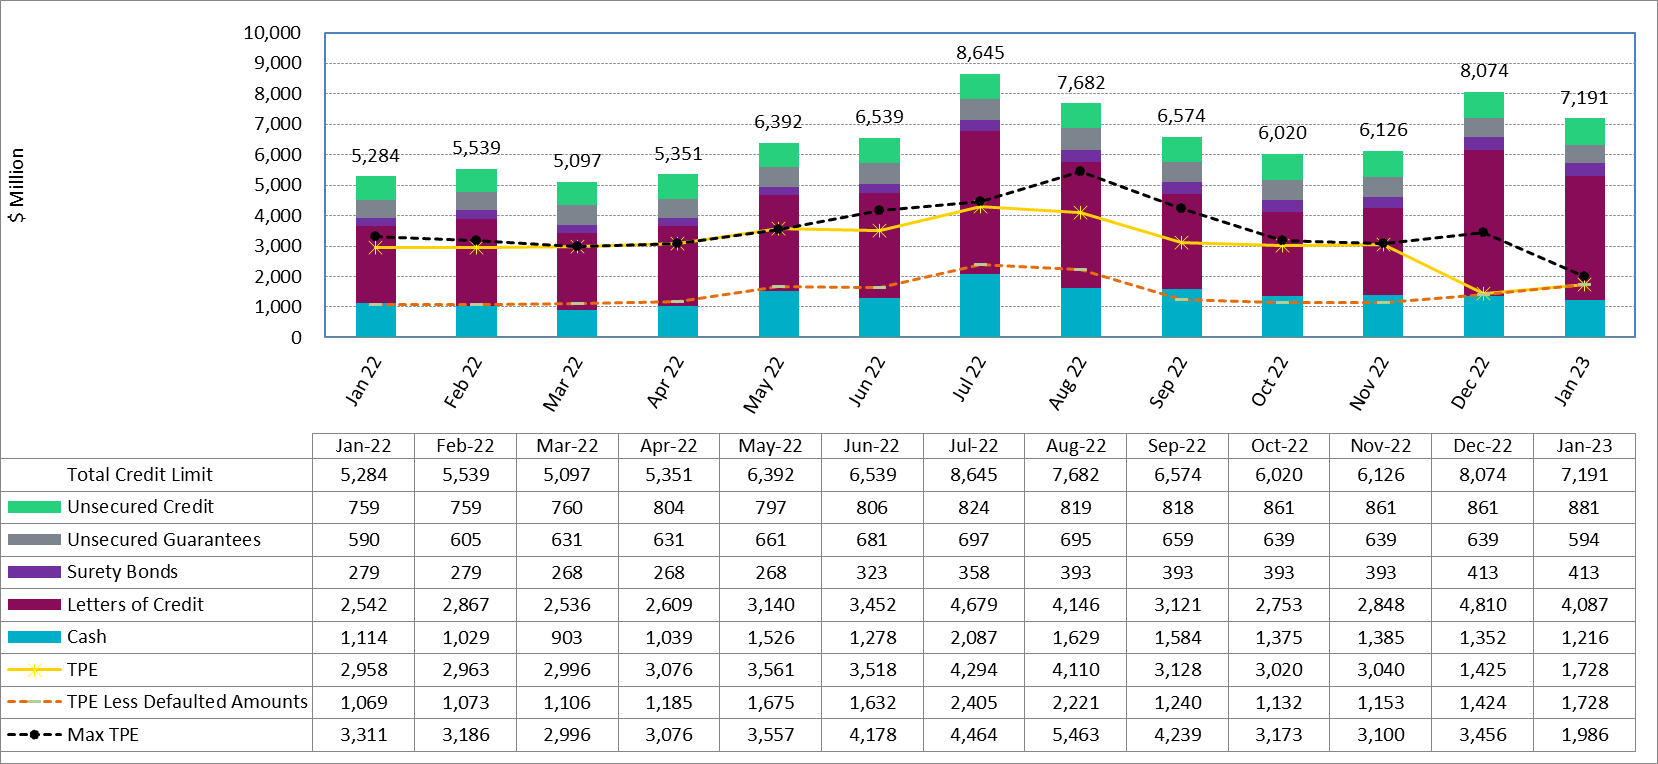 $ Million
10,000
9,000
8,000
7,000
6,000
5,000
4,000
3,000
2,000
1,000
0
5,284
5,539
5,097
5,351
6,392
6,539
8,645
7,682
6,574
6,020
6,126
8,074
7,191
Jan 22
Feb 22
Mar 22
Apr 22
May 22
Jun 22
Jul 22
Aug 22
Sep 22
Oct 22
Nov 22
Dec 22
Jan 23
Jan-22 Feb-22 Mar-22 Apr-22 May-22 Jun-22 Jul-22 Aug-22 Sep-22 Oct-22 Nov-22 Dec-22 Jan-23
Total Credit Limit 5,284 5,539 5,097 5,351 6,392 6,539 8,645 7,682 6,574 6,020 6,126 8,074 7,191
Unsecured Credit 759 759 760 804 797 806 824 819 818 861 861 861 881
Unsecured Guarantees 590 605 631 631 661 681 697 695 659 639 639 639 594
Surety Bonds 279 279 268 268 268 323 358 393 393 393 393 413 413
Letters of Credit 2,542 2,867 2,536 2,609 3,140 3,452 4,679 4,146 3,121 2,753 2,848 4,810 4,087
Cash 1,114 1,029 903 1,039 1,526 1,278 2,087 1,629 1,584 1,375 1,385 1,352 1,216
TPE 2,958 2,963 2,996 3,076 3,561 3,518 4,294 4,110 3,128 3,020 3,040 1,425 1,728
TPE Less Defaulted Amounts 1,069 1,073 1,106 1,185 1,675 1,632 2,405 2,221 1,240 1,132 1,153 1,424 1,728
Max TPE 3,311 3,186 2,996 3,076 3,557 4,178 4,464 5,463 4,239 3,173 3,100 3,456 1,986